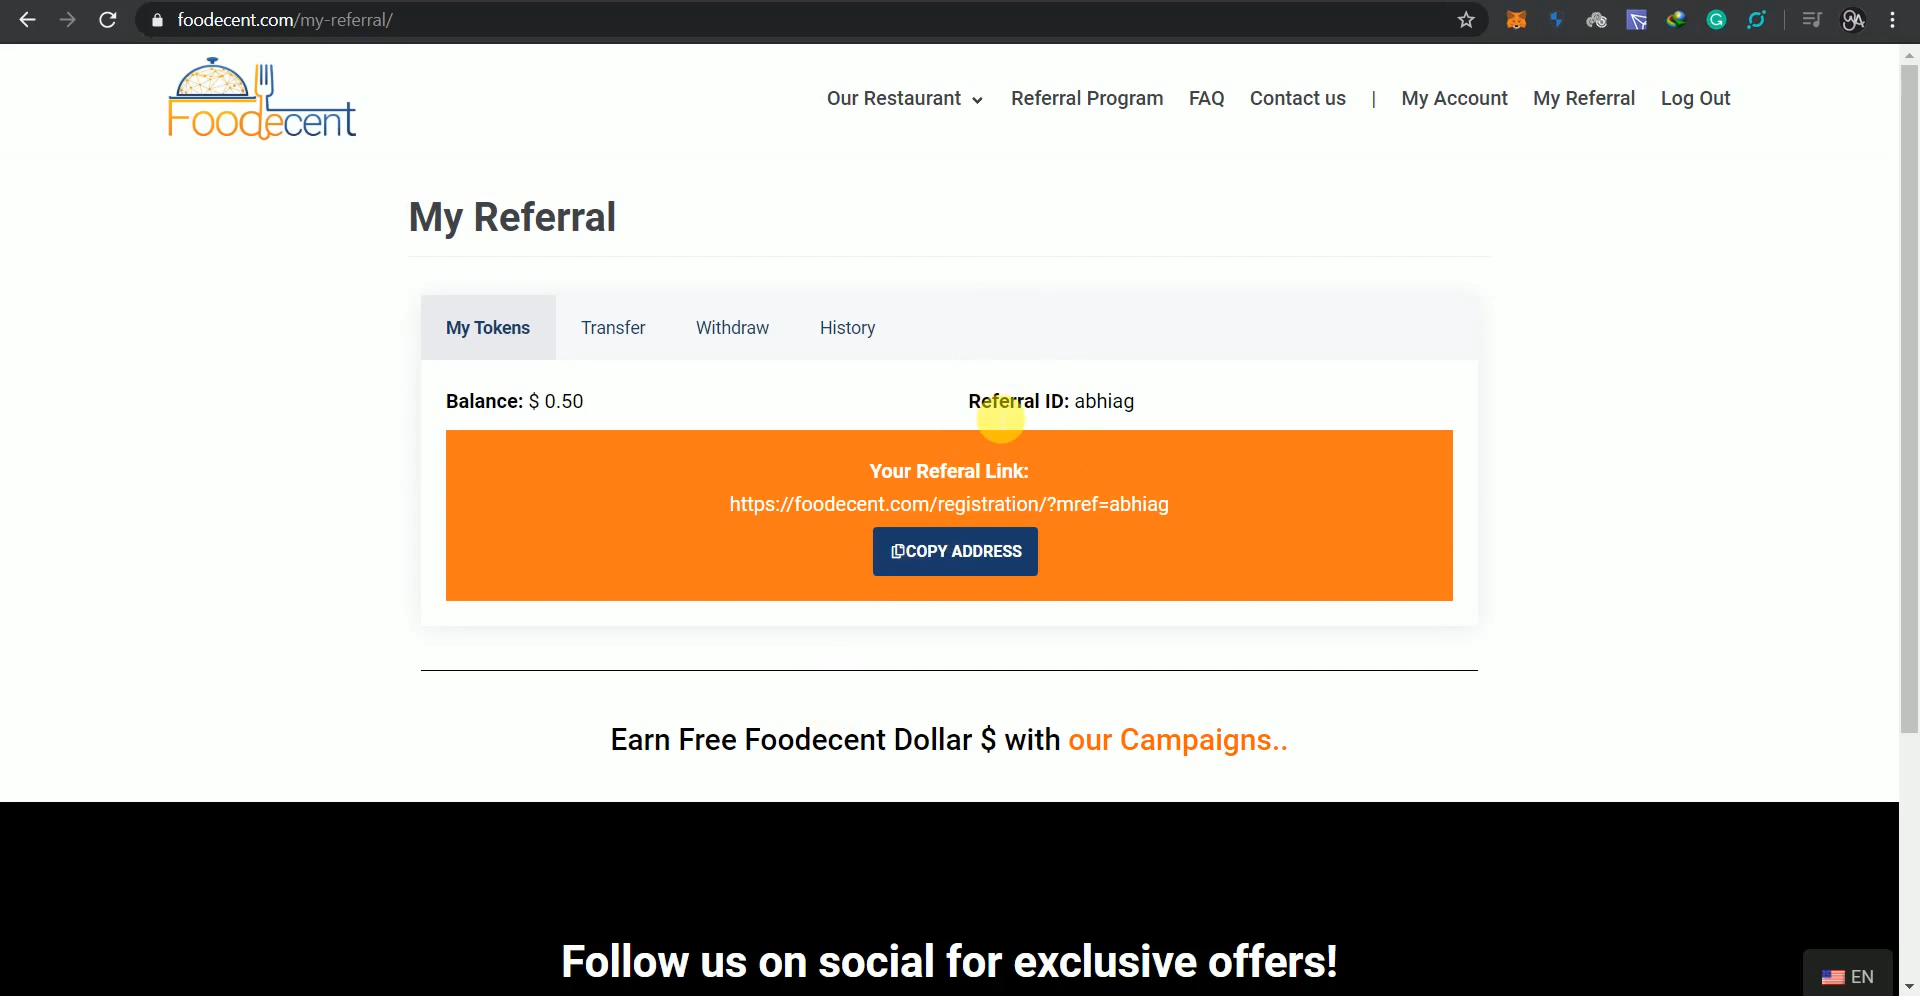 foodecent.com/my-referral/
Foodecent
Our Restaurant
Referral Program
FAQ
Contact us
|
My Account
My Referral
Log Out
My Referral
My Tokens
Transfer
Withdraw
History
Balance: $ 0.50
Referral ID: abhiag
Your Referal Link:
https://foodecent.com/registration/?mref=abhiag
COPY ADDRESS
Earn Free Foodecent Dollar $ with our Campaigns..
Follow us on social for exclusive offers!
EN